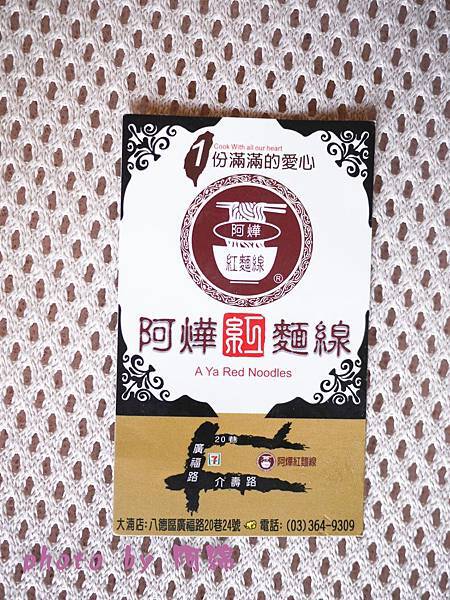 Cook With all our heart
1份滿滿的愛心
阿燁
紅麵線
®
阿燁紅麵線
A Ya Red Noodles
20巷
廣福路
7
阿燁紅麵線
介壽路
大湳店:八德區廣福路20巷24號 電話:(03)364-9309
photo by 阿綿